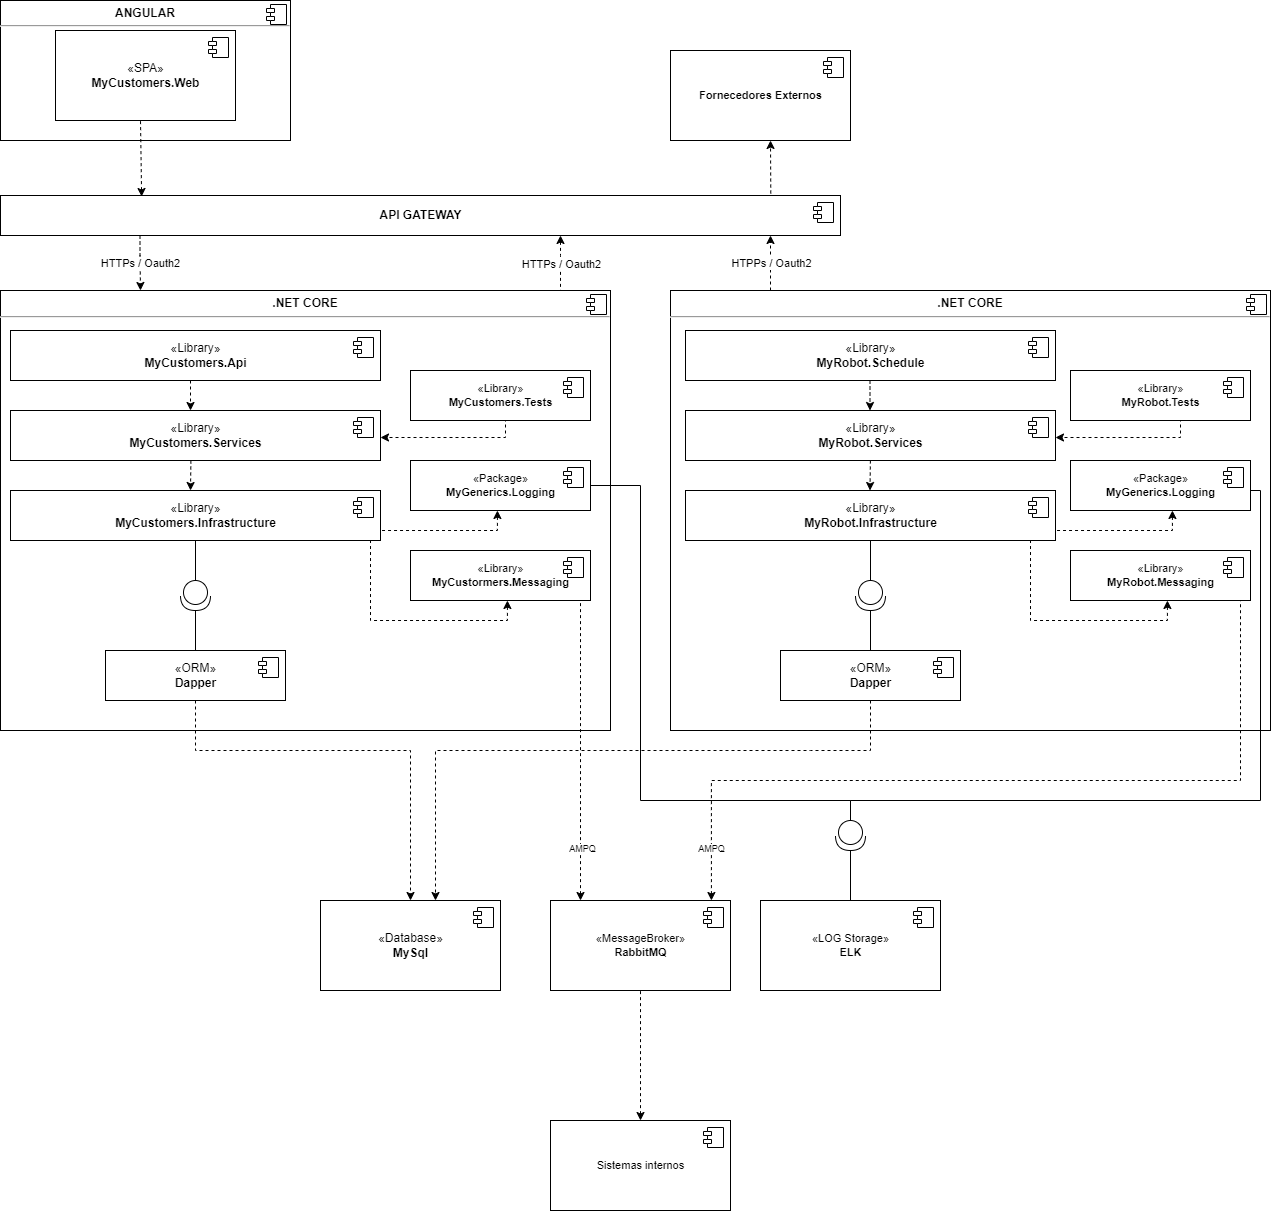 ANGULAR
«SPA»
MyCustomers.Web
Fornecedores Externos
API GATEWAY
HTTPs / Oauth2
HTTPs / Oauth2
HTPPs / Oauth2
.NET CORE
«Library»
MyCustomers.Api
«Library»
MyCustomers.Tests
«Library»
MyCustomers.Services
«Package»
MyGenerics.Logging
«Library»
MyCustomers.Infrastructure
«Library»
MyCustormers.Messaging
«ORM»
Dapper
.NET CORE
«Library»
MyRobot.Schedule
«Library»
MyRobot.Tests
«Library»
MyRobot.Services
«Package»
MyGenerics.Logging
«Library»
MyRobot.Infrastructure
«Library»
MyRobot.Messaging
«ORM»
Dapper
AMPQ
AMPQ
«Database»
MySql
«MessageBroker»
RabbitMQ
«LOG Storage»
ELK
Sistemas internos